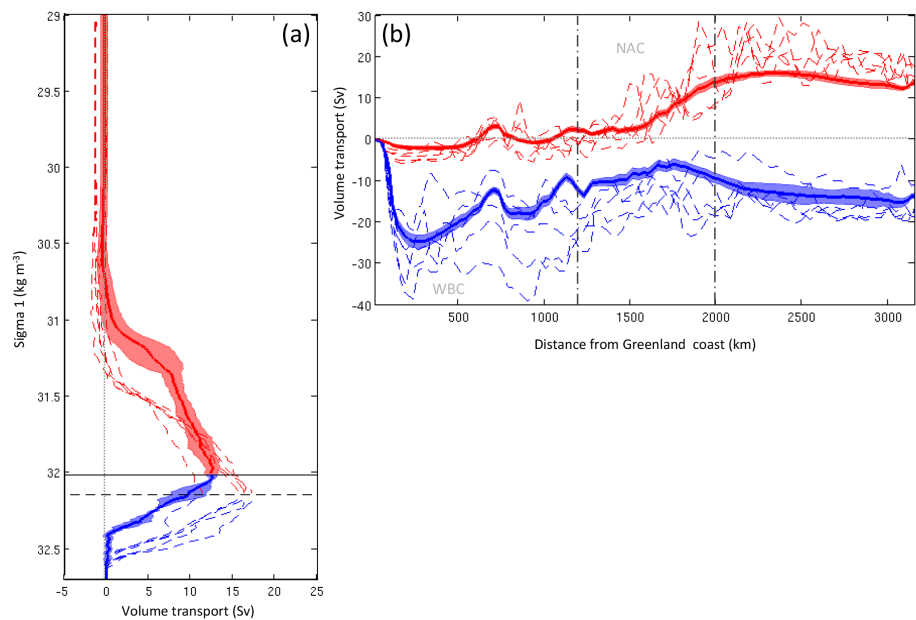 (a)
29
29.5
30
30.5
31
31.5
32
32.5
Sigma 1 (kg m-3)
-5 0 5 10 15 20 25
Volume transport (Sv)
(b)
NAC
WBC
30
20
10
0
-10
-20
-30
-40
Volume transport (Sv)
500 1000 1500 2000 2500 3000
Distance from Greenland coast (km)